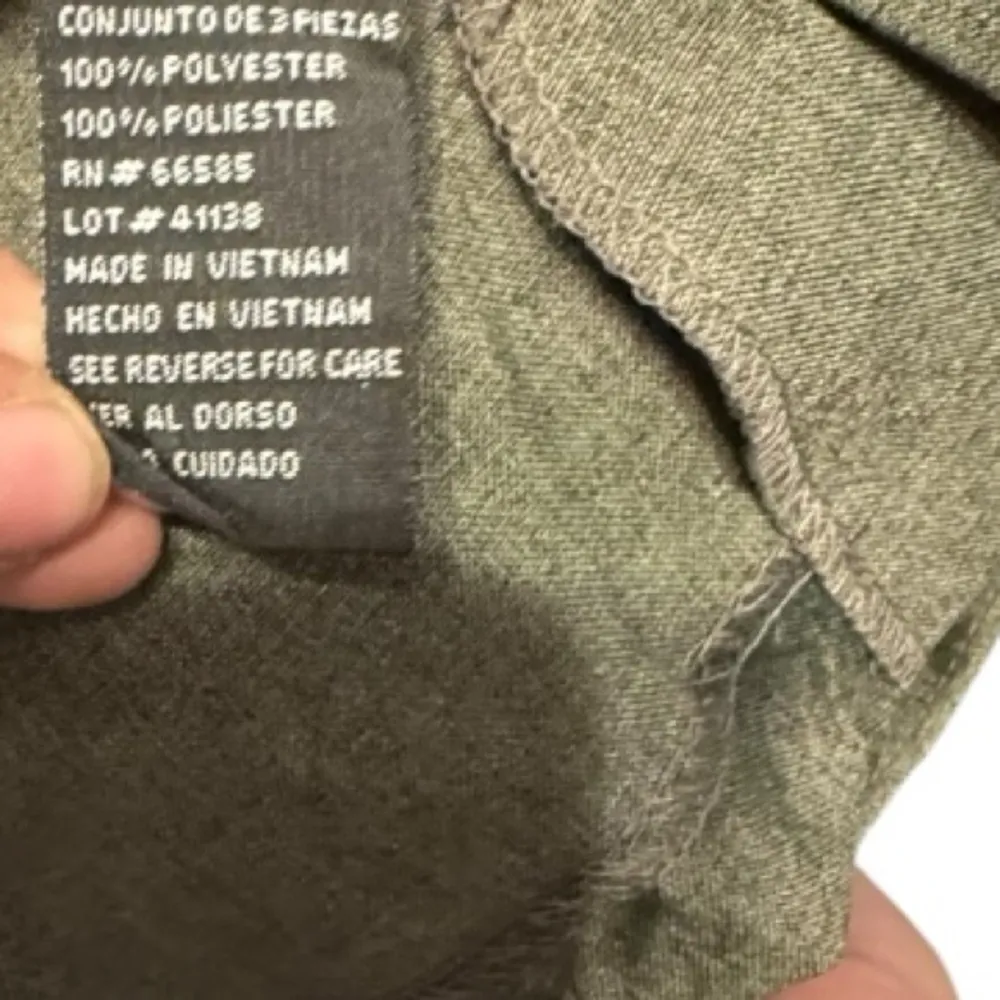 CONJUNTO DE 3 PIEZAS
100% POLYESTER
100% POLIESTER
RN # 66585
LOT # 41138
MADE IN VIETNAM
HECHO EN VIETNAM
SEE REVERSE FOR CARE
AL DORSO
CUIDADO